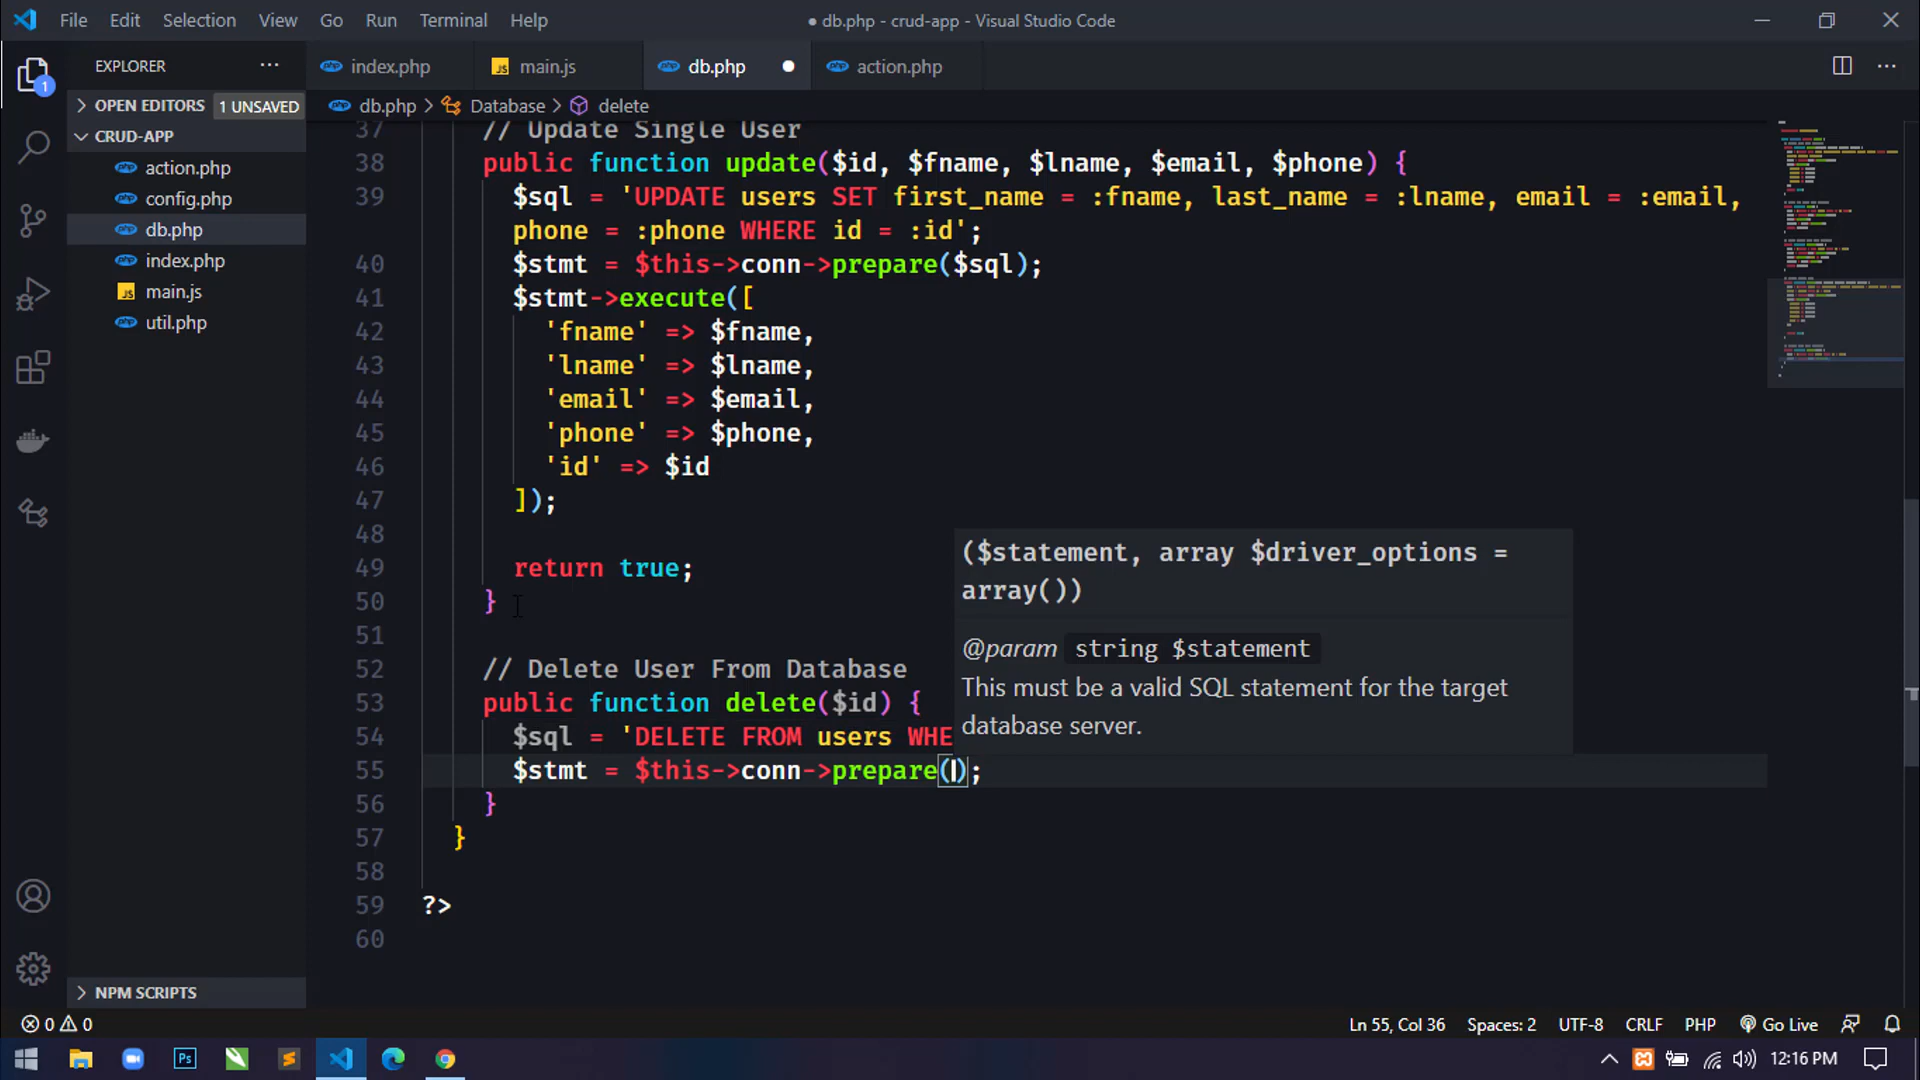 File Edit Selection View Go Run Terminal Help
● db.php - crud-app - Visual Studio Code
EXPLORER
index.php
main.js
db.php
action.php
OPEN EDITORS 1 UNSAVED
db.php > Database > delete
1
CRUD-APP
action.php
config.php
db.php
index.php
main.js
util.php
NPM SCRIPTS
37 // Update Single User
38 public function update($id, $fname, $lname, $email, $phone) {
39 $sql = 'UPDATE users SET first_name = :fname, last_name = :lname, email = :email,
phone = :phone WHERE id = :id';
40 $stmt = $this->conn->prepare($sql);
41 $stmt->execute([
42 'fname' => $fname,
43 'lname' => $lname,
44 'email' => $email,
45 'phone' => $phone,
46 'id' => $id
47 ]);
48
49 return true;
50 }
51
52 // Delete User From Database
53 public function delete($id) {
54 $sql = 'DELETE FROM users WHE
55 $stmt = $this->conn->prepare();
56 }
57 }
58
59 ?>
60
($statement, array $driver_options =
array())
@param string $statement
This must be a valid SQL statement for the target
database server.
0 0
Ln 55, Col 36 Spaces: 2 UTF-8 CRLF PHP Go Live
Ps
12:16 PM